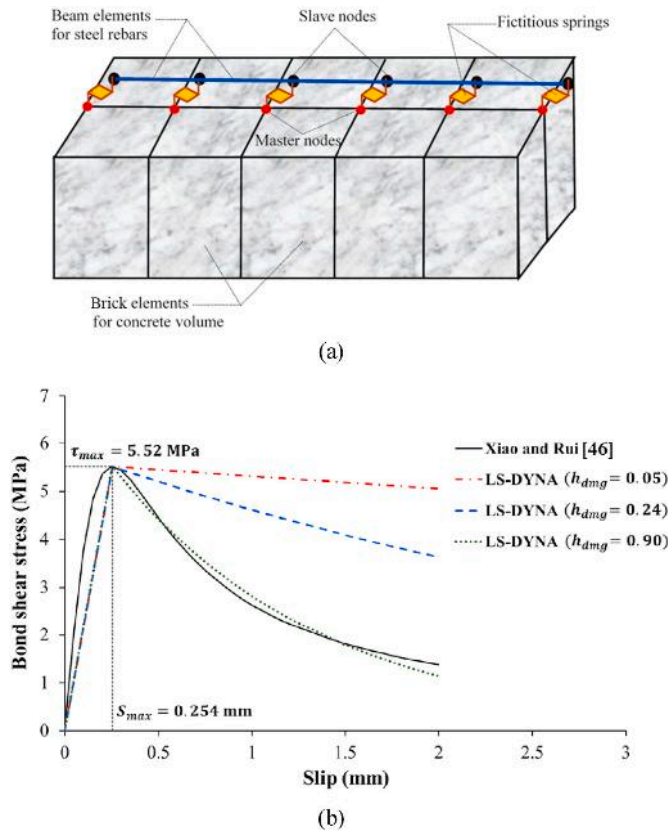 Beam elements
for steel rebars
Slave nodes
Fictitious springs
Master nodes
Brick elements
for concrete volume
(a)
7
6
5
4
3
2
1
0
Bond shear stress (MPa)
τmax = 5.52 MPa
Smax = 0.254 mm
Xiao and Rui [46]
LS-DYNA (hdmg = 0.05)
LS-DYNA (hdmg = 0.24)
LS-DYNA (hdmg = 0.90)
0 0.5 1 1.5 2 2.5 3
Slip (mm)
(b)